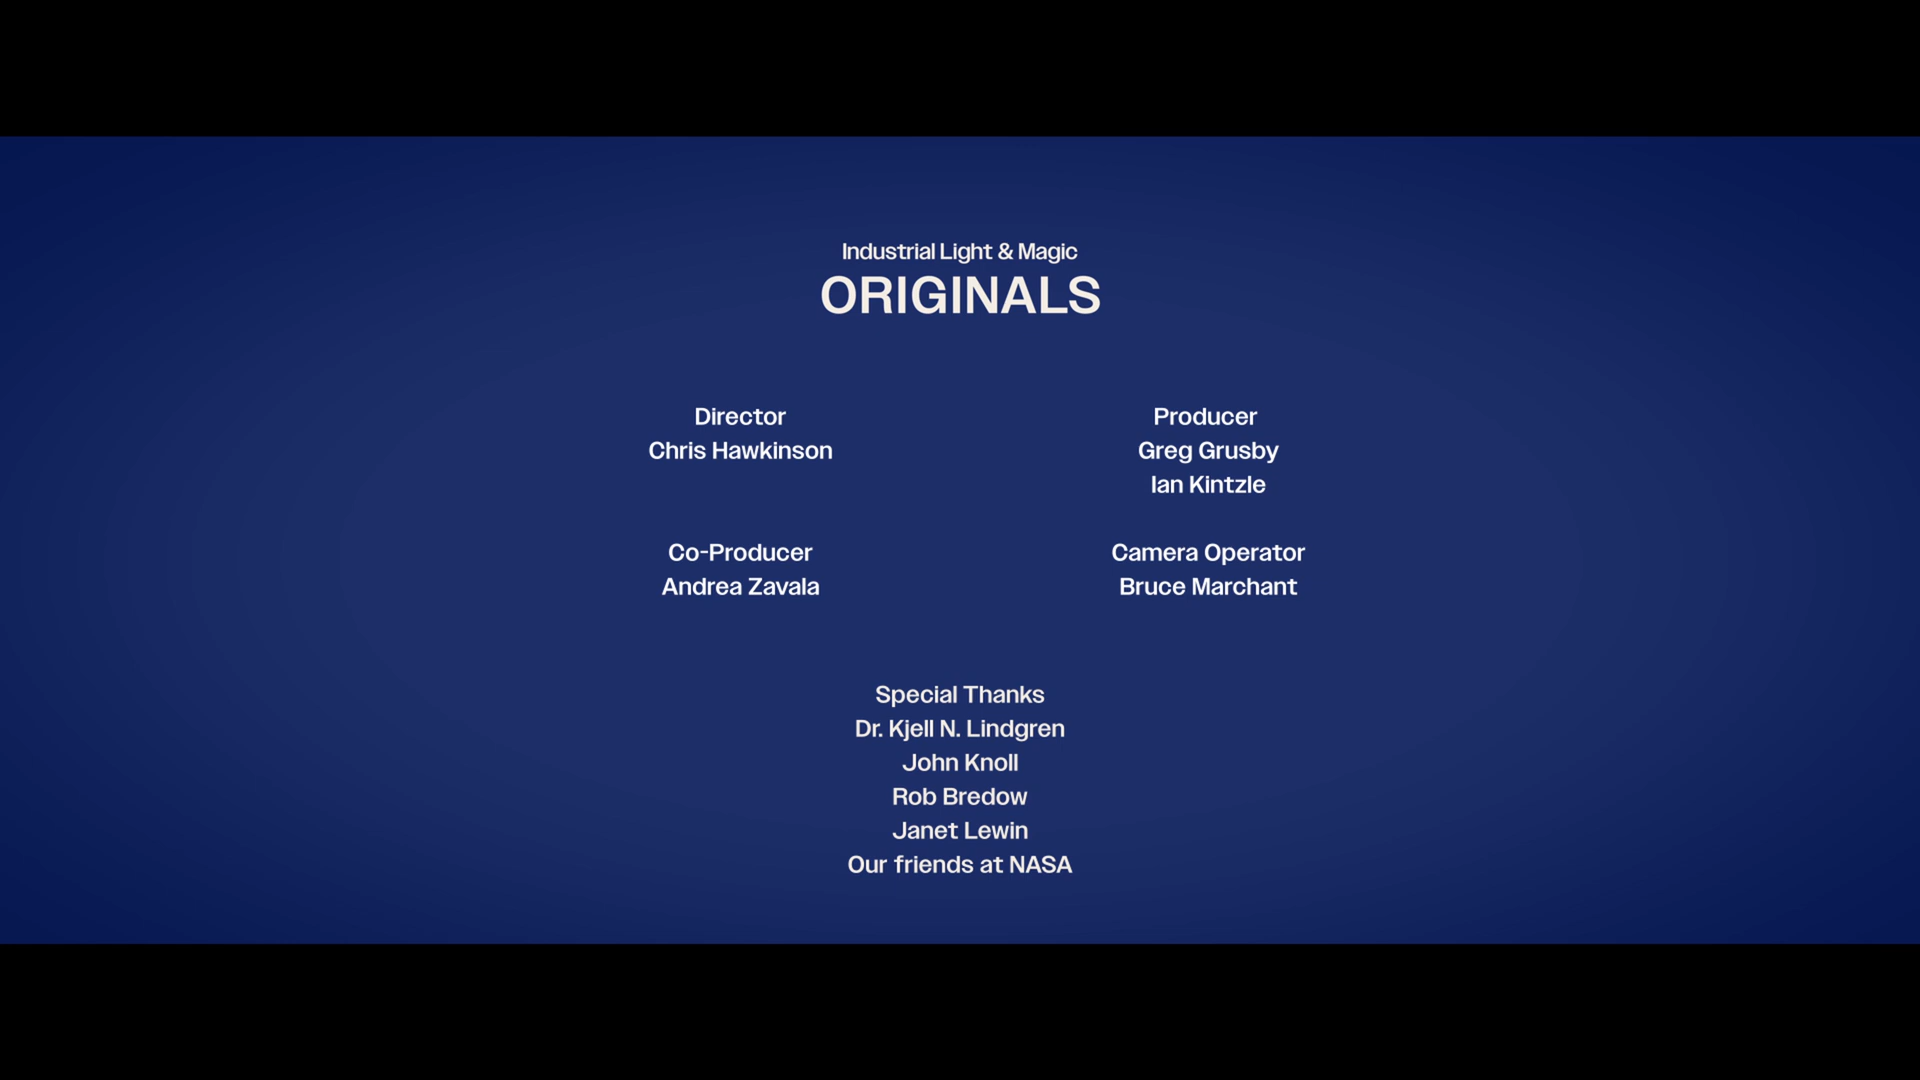 Industrial Light & Magic
ORIGINALS
Director
Chris Hawkinson
Producer
Greg Grusby
Ian Kintzle
Co-Producer
Andrea Zavala
Camera Operator
Bruce Marchant
Special Thanks
Dr. Kjell N. Lindgren
John Knoll
Rob Bredow
Janet Lewin
Our friends at NASA